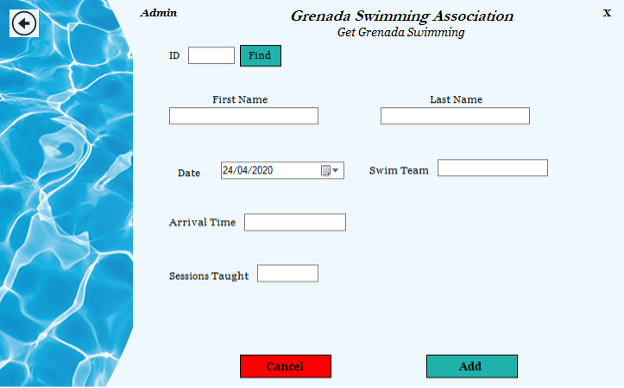 Admin
Grenada Swimming Association
X
Get Grenada Swimming
ID
Find
First Name
Last Name
Date
24/04/2020
Swim Team
Arrival Time
Sessions Taught
Cancel
Add